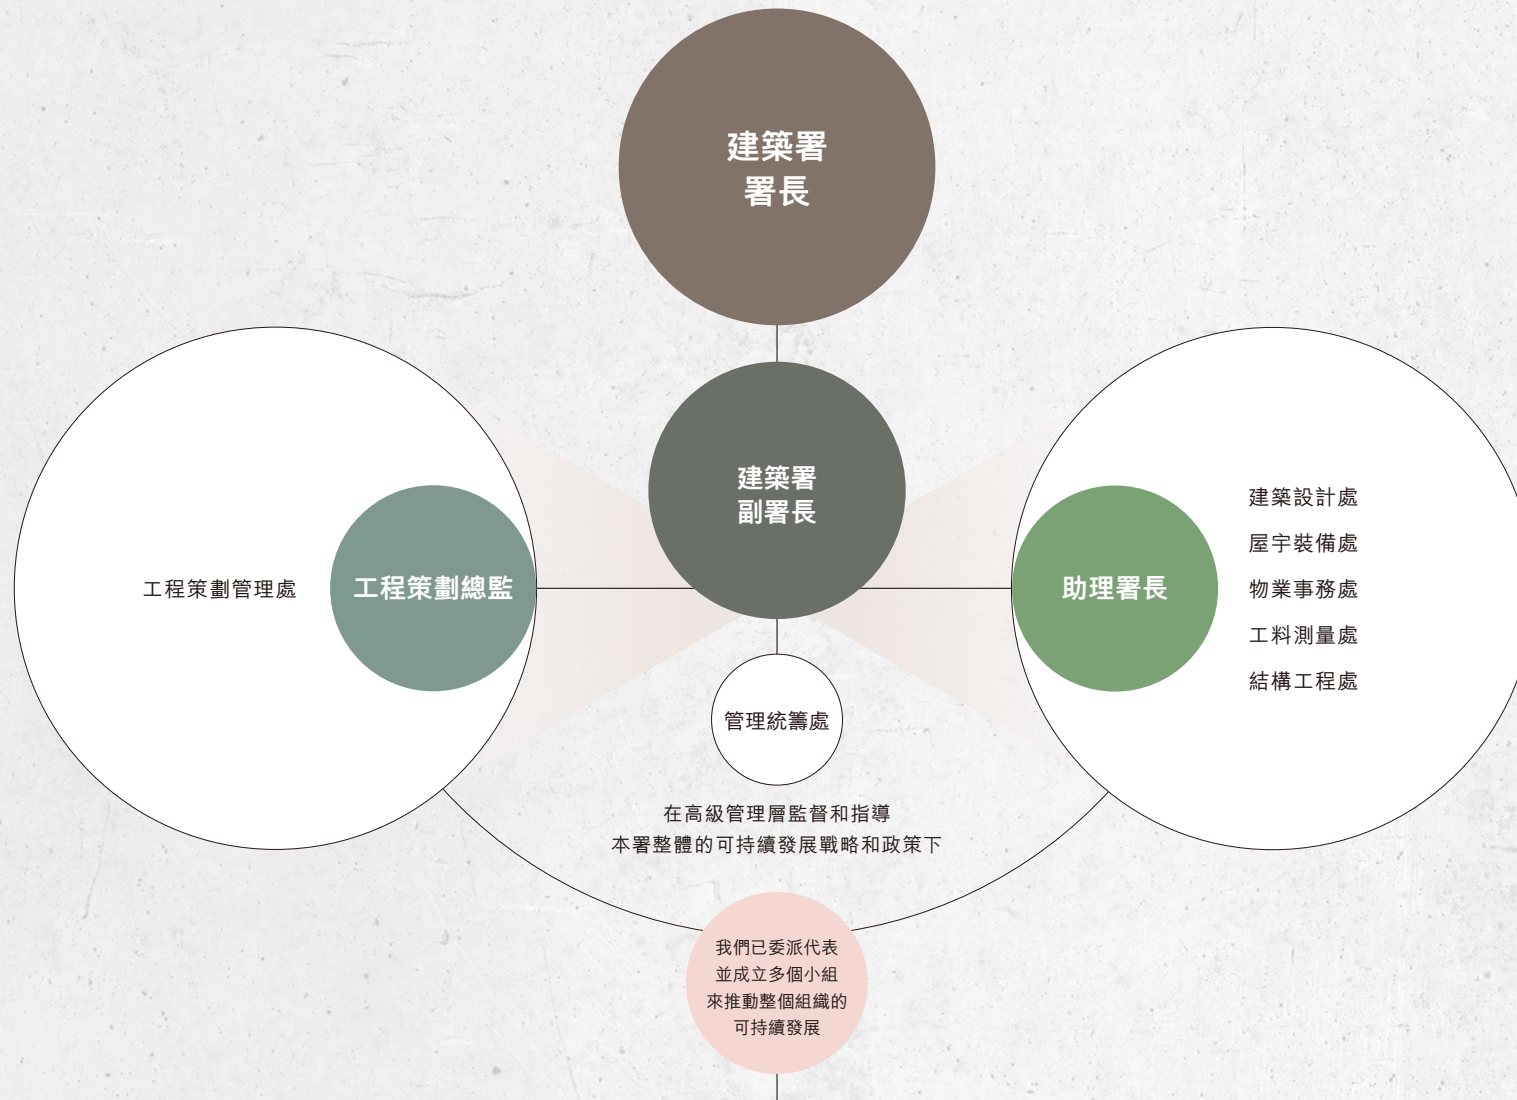 建築署
署長
建築署
副署長
工程策劃管理處
工程策劃總監
助理署長
建築設計處
屋宇裝備處
物業事務處
工料測量處
結構工程處
管理統籌處
在高級管理層監督和指導
本署整體的可持續發展戰略和政策下
我們已委派代表
並成立多個小組
來推動整個組織的
可持續發展